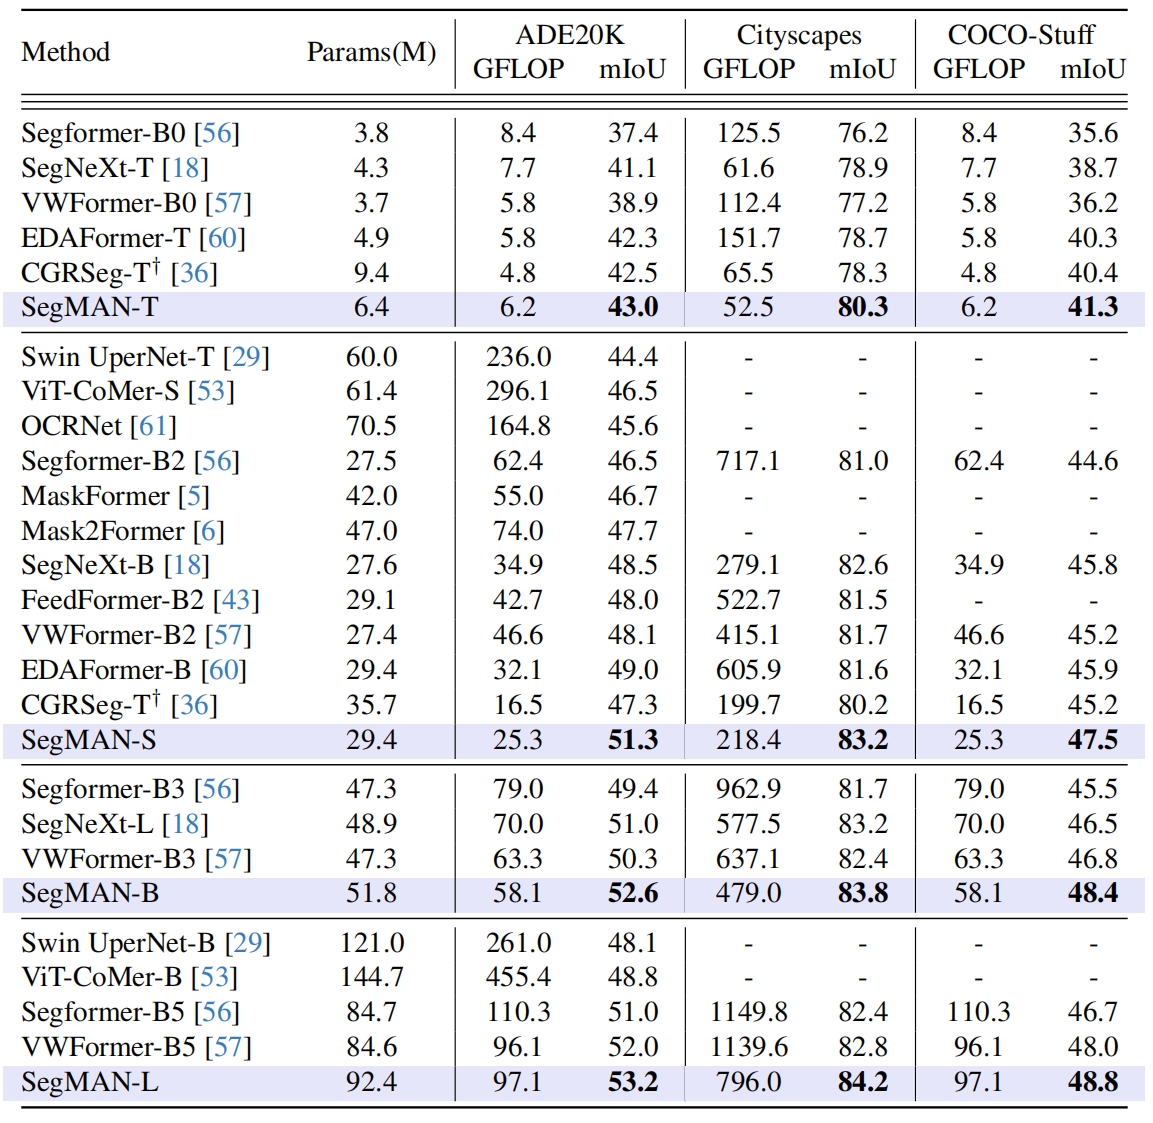 Method Params(M) ADE20K Cityscapes COCO-Stuff
GFLOP mIoU GFLOP mIoU GFLOP mIoU
Segformer-B0 [56] 3.8 8.4 37.4 125.5 76.2 8.4 35.6
SegNeXt-T [18] 4.3 7.7 41.1 61.6 78.9 7.7 38.7
VWFormer-B0 [57] 3.7 5.8 38.9 112.4 77.2 5.8 36.2
EDAFormer-T [60] 4.9 5.8 42.3 151.7 78.7 5.8 40.3
CGRSeg-T† [36] 9.4 4.8 42.5 65.5 78.3 4.8 40.4
SegMAN-T 6.4 6.2 43.0 52.5 80.3 6.2 41.3
Swin UperNet-T [29] 60.0 236.0 44.4 - - - -
ViT-CoMer-S [53] 61.4 296.1 46.5 - - - -
OCRNet [61] 70.5 164.8 45.6 - - - -
Segformer-B2 [56] 27.5 62.4 46.5 717.1 81.0 62.4 44.6
MaskFormer [5] 42.0 55.0 46.7 - - - -
Mask2Former [6] 47.0 74.0 47.7 - - - -
SegNeXt-B [18] 27.6 34.9 48.5 279.1 82.6 34.9 45.8
FeedFormer-B2 [43] 29.1 42.7 48.0 522.7 81.5 - -
VWFormer-B2 [57] 27.4 46.6 48.1 415.1 81.7 46.6 45.2
EDAFormer-B [60] 29.4 32.1 49.0 605.9 81.6 32.1 45.9
CGRSeg-T† [36] 35.7 16.5 47.3 199.7 80.2 16.5 45.2
SegMAN-S 29.4 25.3 51.3 218.4 83.2 25.3 47.5
Segformer-B3 [56] 47.3 79.0 49.4 962.9 81.7 79.0 45.5
SegNeXt-L [18] 48.9 70.0 51.0 577.5 83.2 70.0 46.5
VWFormer-B3 [57] 47.3 63.3 50.3 637.1 82.4 63.3 46.8
SegMAN-B 51.8 58.1 52.6 479.0 83.8 58.1 48.4
Swin UperNet-B [29] 121.0 261.0 48.1 - - - -
ViT-CoMer-B [53] 144.7 455.4 48.8 - - - -
Segformer-B5 [56] 84.7 110.3 51.0 1149.8 82.4 110.3 46.7
VWFormer-B5 [57] 84.6 96.1 52.0 1139.6 82.8 96.1 48.0
SegMAN-L 92.4 97.1 53.2 796.0 84.2 97.1 48.8